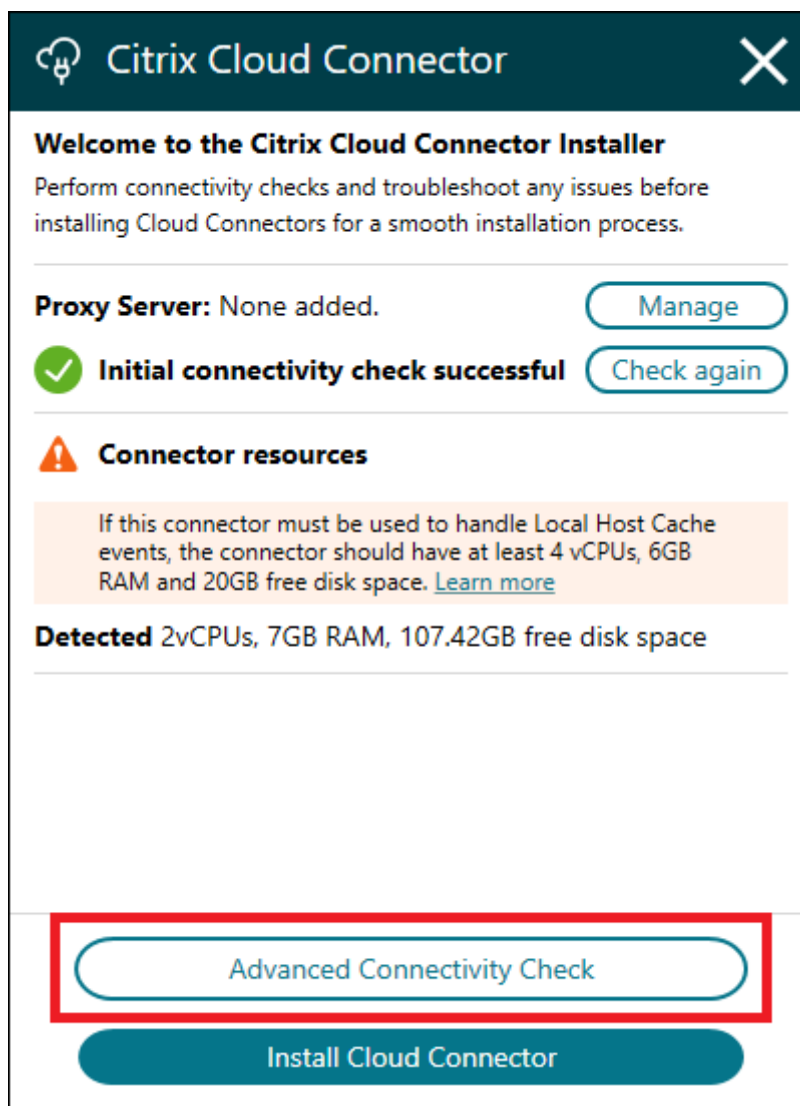 Citrix Cloud Connector
Welcome to the Citrix Cloud Connector Installer
Perform connectivity checks and troubleshoot any issues before
installing Cloud Connectors for a smooth installation process.
Proxy Server: None added.
Manage
Initial connectivity check successful
Check again
Connector resources
If this connector must be used to handle Local Host Cache
events, the connector should have at least 4 vCPUs, 6GB
RAM and 20GB free disk space. Learn more
Detected 2vCPUs, 7GB RAM, 107.42GB free disk space
Advanced Connectivity Check
Install Cloud Connector